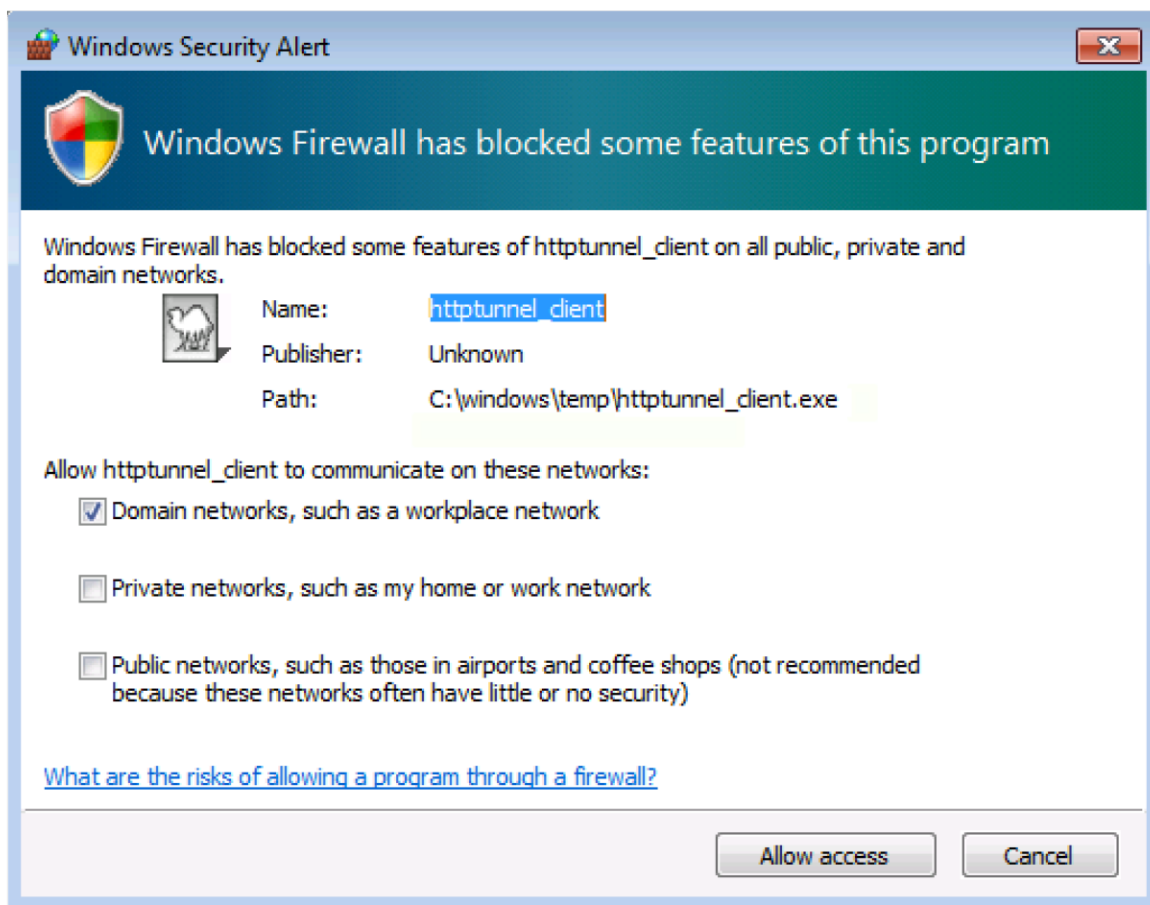 Windows Security Alert
Windows Firewall has blocked some features of this program
Windows Firewall has blocked some features of httptunnel_client on all public, private and
domain networks.
Name: httptunnel_client
Publisher: Unknown
Path: C:\windows\temp\httptunnel_client.exe
Allow httptunnel_client to communicate on these networks:
Domain networks, such as a workplace network
Private networks, such as my home or work network
Public networks, such as those in airports and coffee shops (not recommended
because these networks often have little or no security)
What are the risks of allowing a program through a firewall?
Allow access Cancel